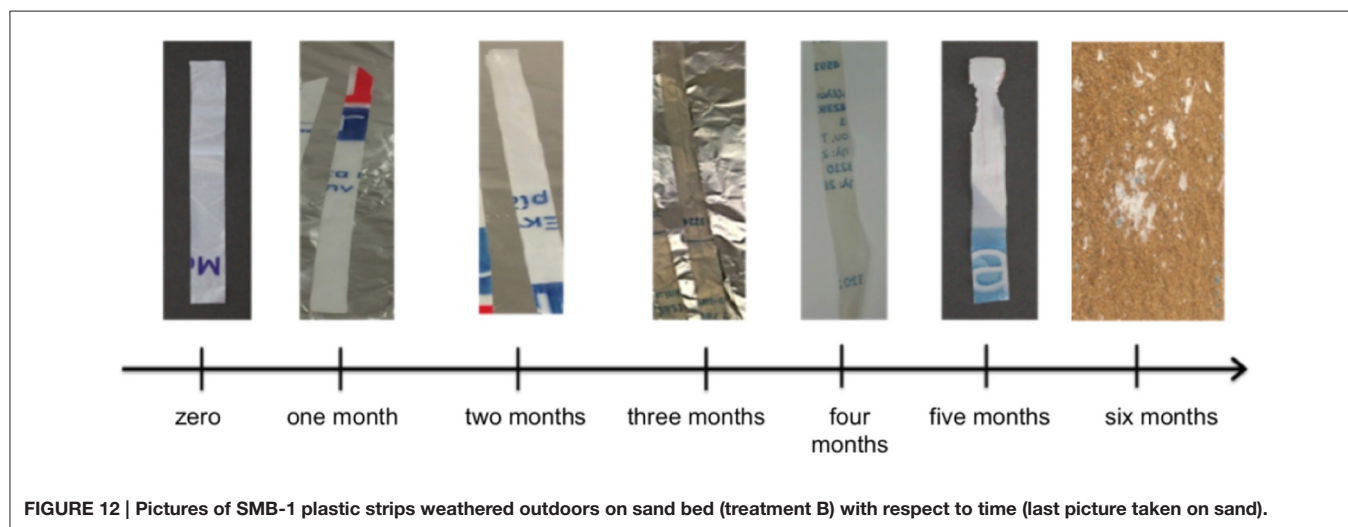 zero
one month
two months
three months
four
months
five months
six months
FIGURE 12 | Pictures of SMB-1 plastic strips weathered outdoors on sand bed (treatment B) with respect to time (last picture taken on sand).